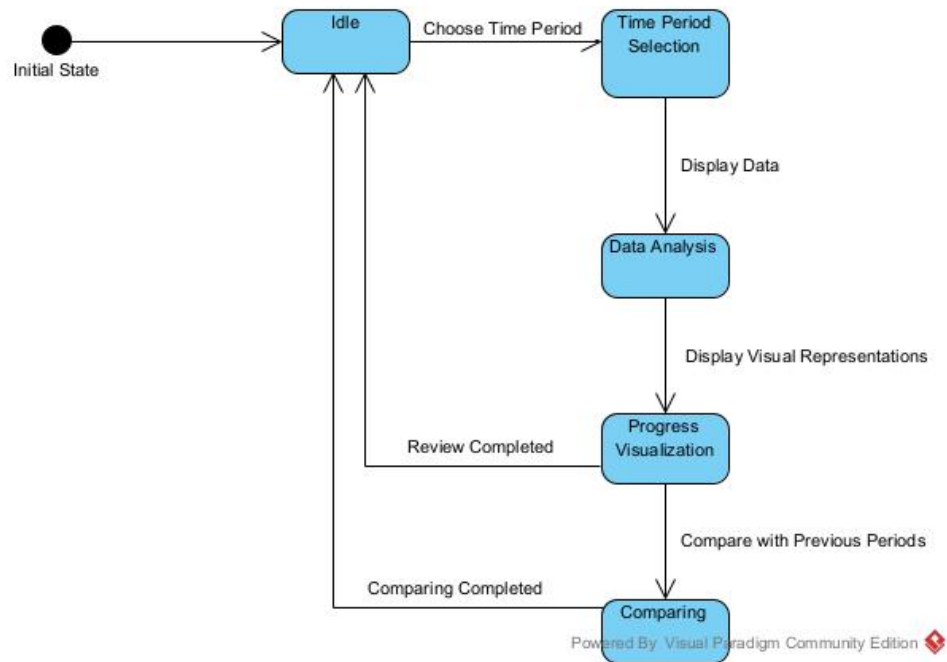 Idle
Choose Time Period
Time Period
Selection
Initial State
Display Data
Data Analysis
Display Visual Representations
Progress
Visualization
Review Completed
Compare with Previous Periods
Comparing Completed
Comparing
Powered By Visual Paradigm Community Edition